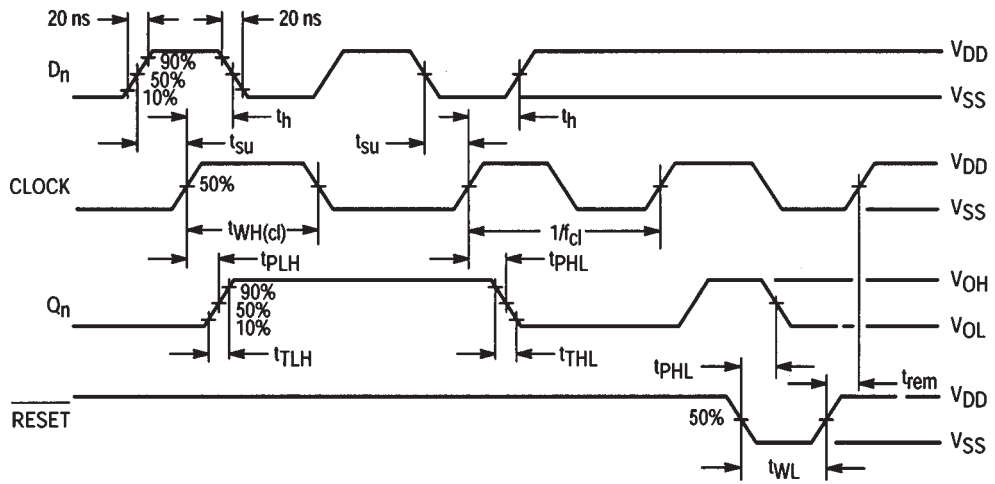 20 ns 20 ns
Dn 90% VDD
50%
10% VSS
th th
tsu tsu
CLOCK 50% VDD
VSS
tWH(cl) 1/fcl
tPLH tPHL
Qn 90% VOH
50%
10% VOL
tTLH tTHL
tPHL trem
RESET 50% VDD
VSS
tWL